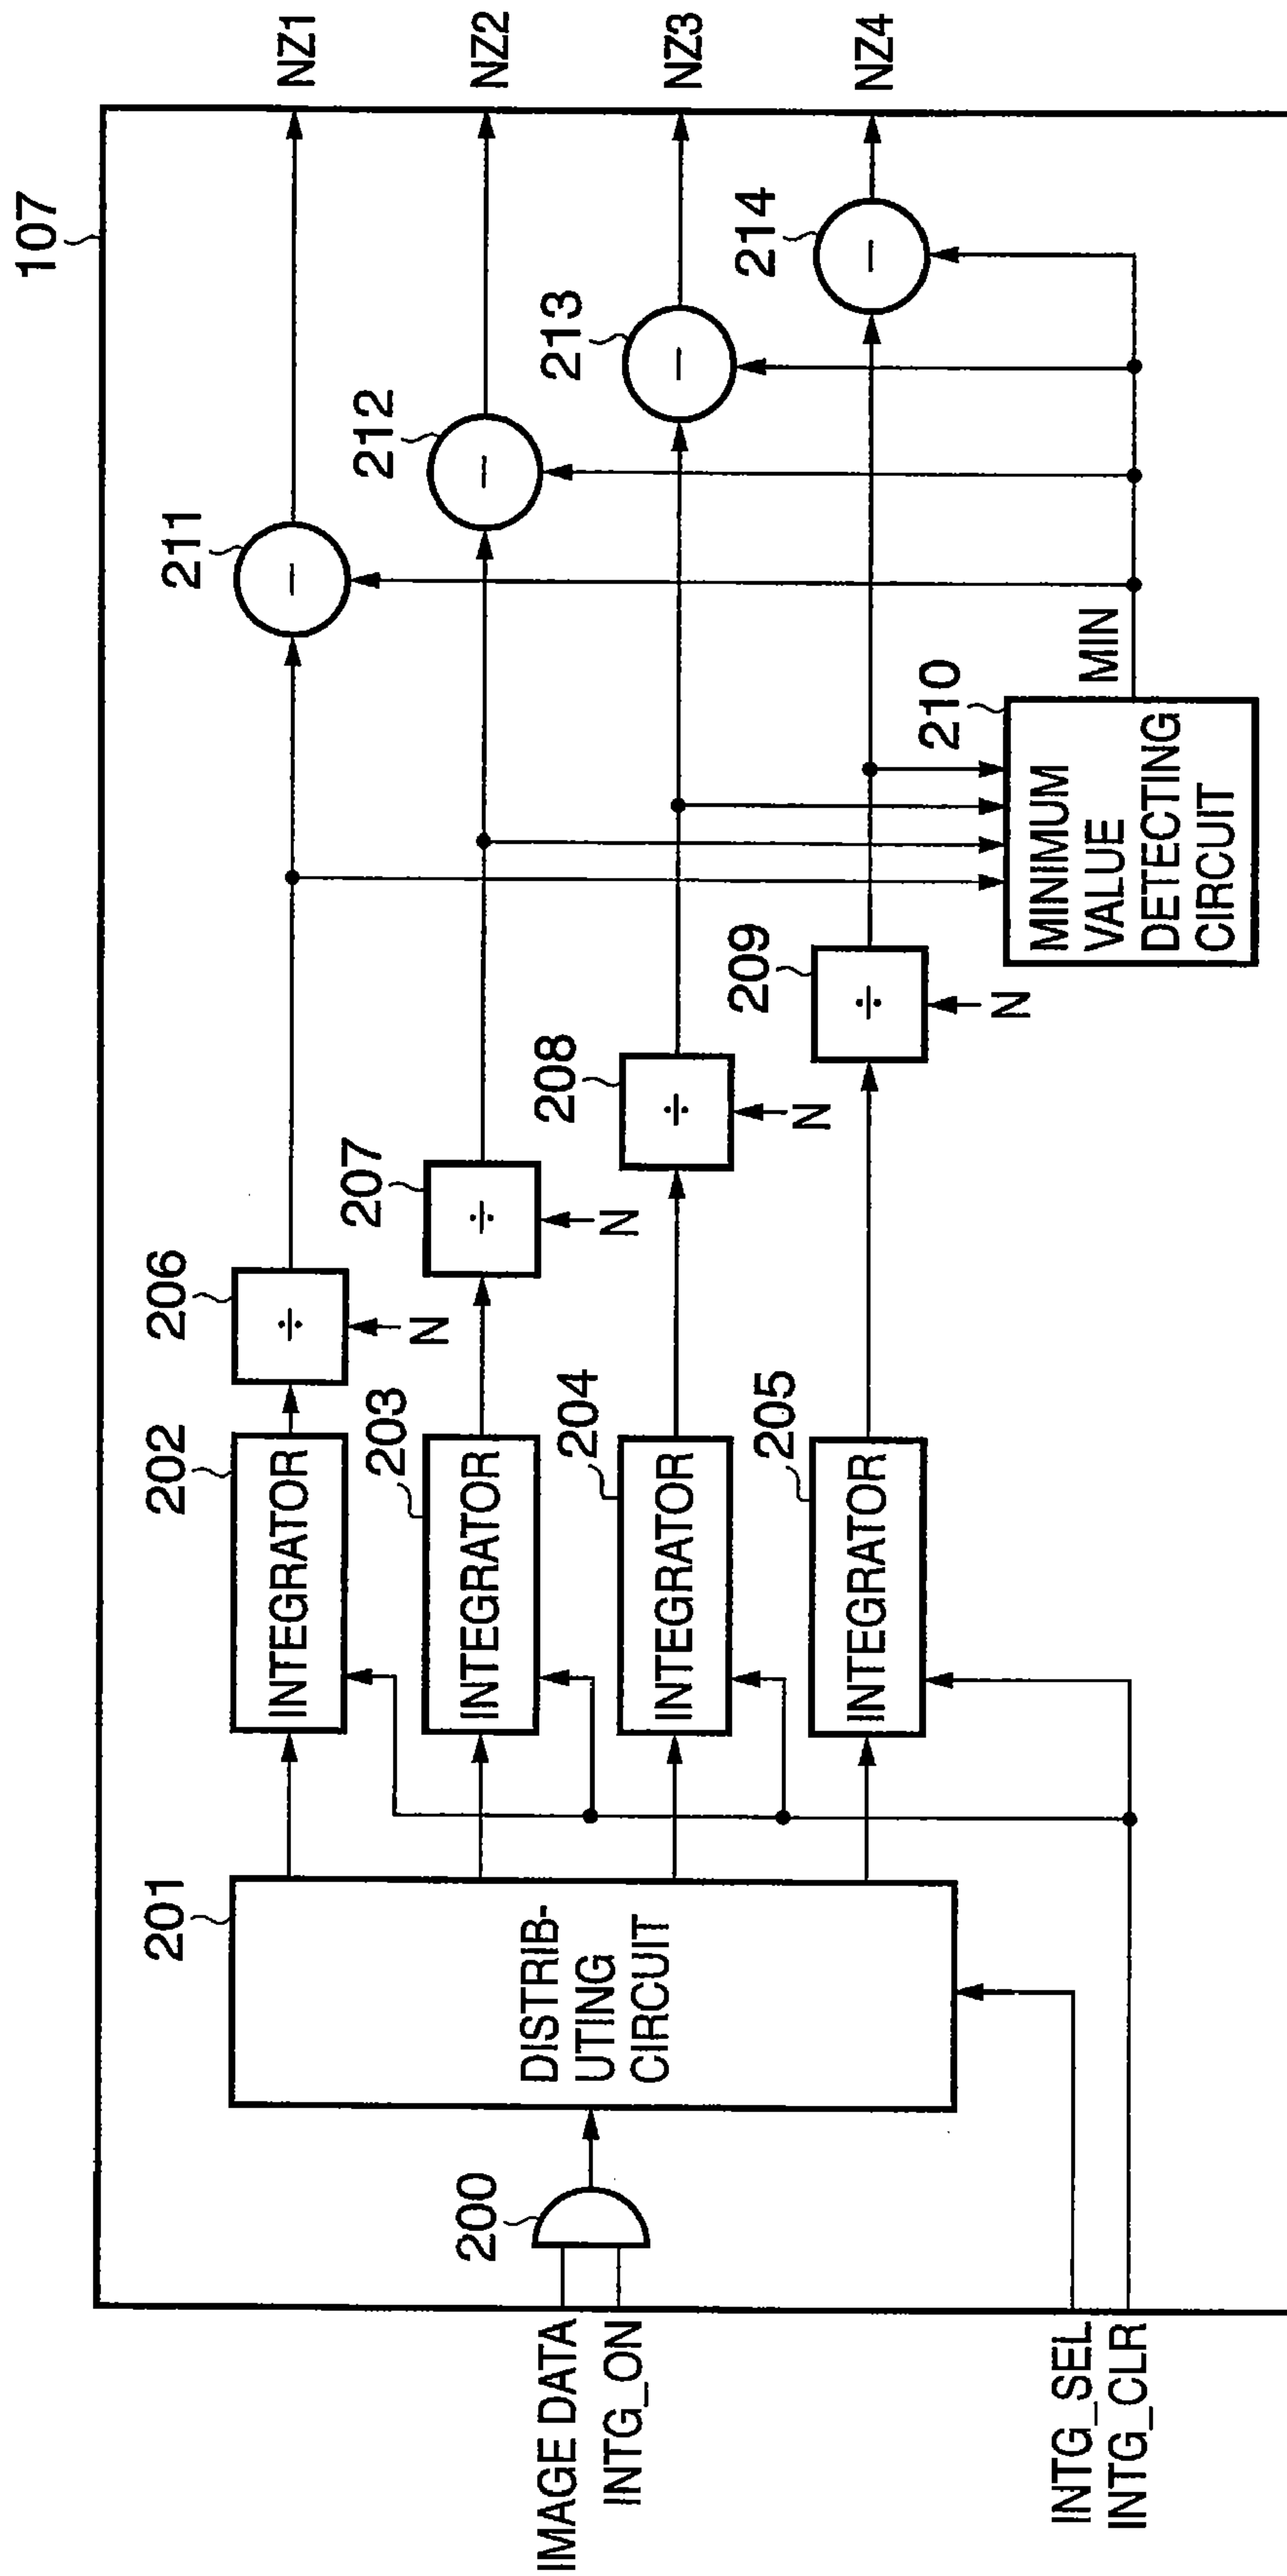 107
IMAGE DATA
INTG_ON
INTG_SEL
INTG_CLR
200
201
DISTRIB-
UTING
CIRCUIT
202
INTEGRATOR
203
INTEGRATOR
204
INTEGRATOR
205
INTEGRATOR
206
÷
N
207
÷
N
208
÷
N
209
÷
N
210
MINIMUM
VALUE
DETECTING
CIRCUIT
MIN
211
−
212
−
213
−
214
−
NZ1
NZ2
NZ3
NZ4